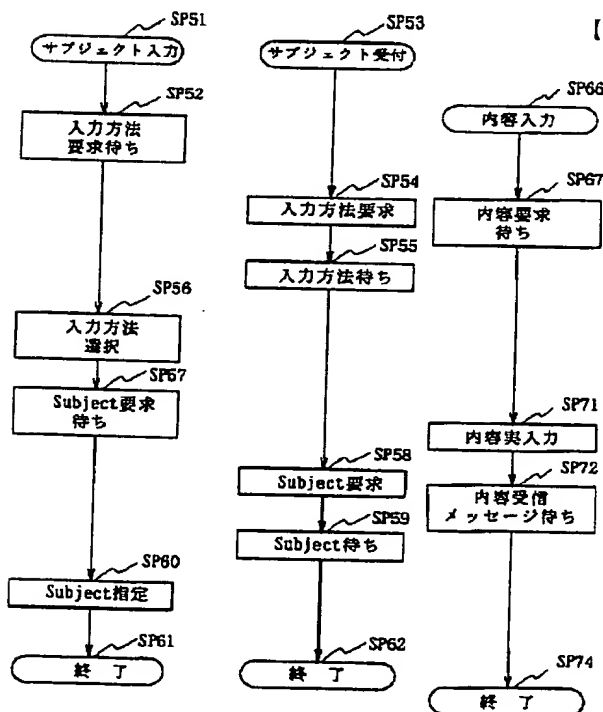 SP51
サブジェクト入力
SP52
入力方法
要求待ち
SP56
入力方法
選択
SP57
Subject要求
待ち
SP60
Subject指定
SP61
終 了
SP53
サブジェクト受付
SP54
入力方法要求
SP55
入力方法待ち
SP58
Subject要求
SP59
Subject待ち
SP62
終 了
【
SP66
内容入力
SP67
内容要求
待ち
SP71
内容実入力
SP72
内容受信
メッセージ待ち
SP74
終 了